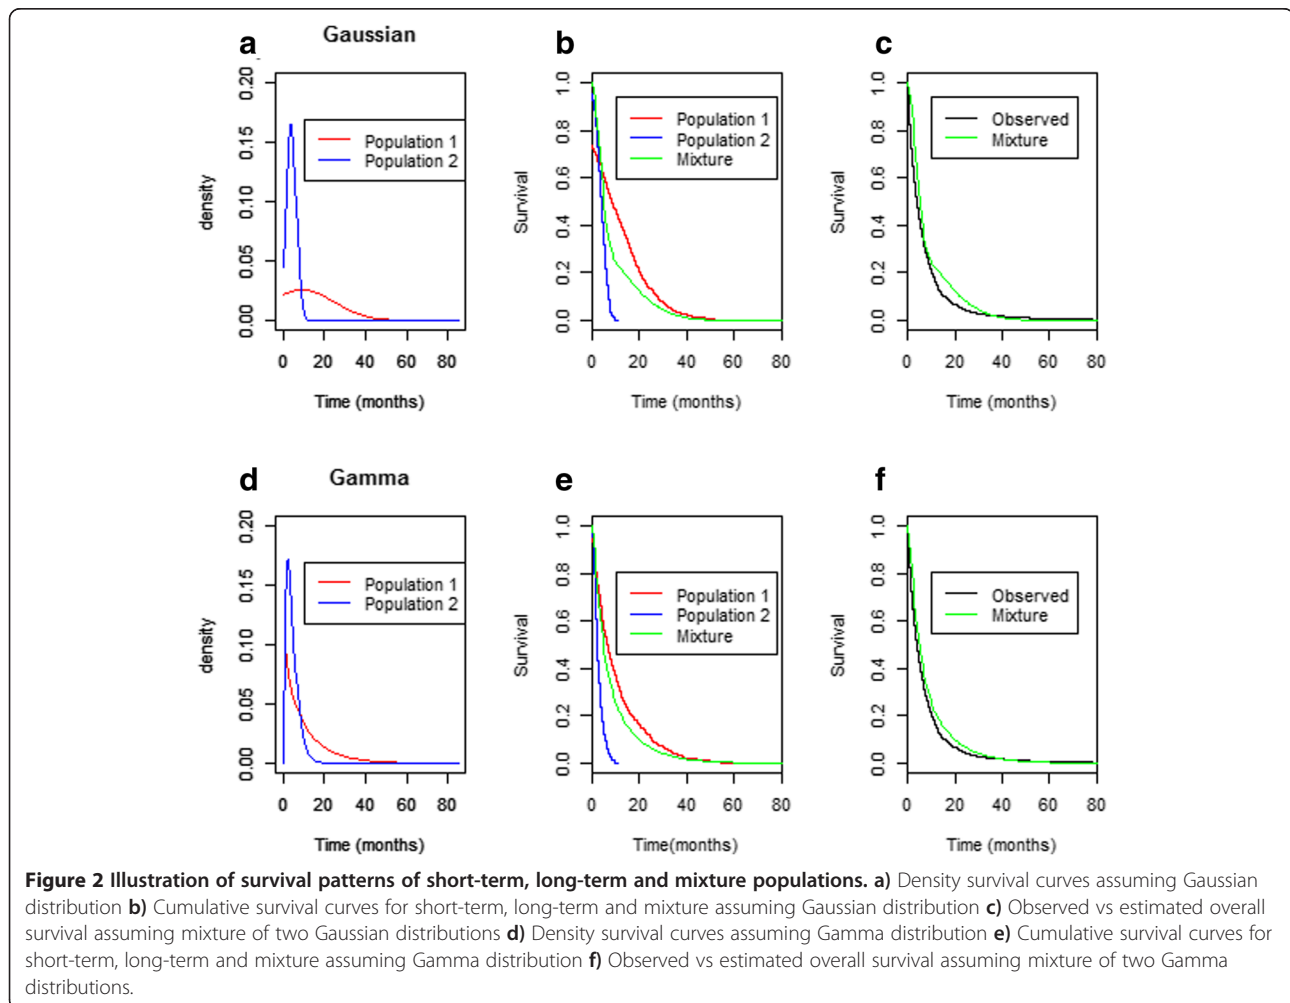 a Gaussian
0.00 0.05 0.10 0.15 0.20
density
Population 1
Population 2
0 20 40 60 80
Time (months)
b
0.0 0.2 0.4 0.6 0.8 1.0
Survival
Population 1
Population 2
Mixture
0 20 40 60 80
Time (months)
c
0.0 0.2 0.4 0.6 0.8 1.0
Survival
Observed
Mixture
0 20 40 60 80
Time (months)
d Gamma
0.00 0.05 0.10 0.15 0.20
density
Population 1
Population 2
0 20 40 60 80
Time (months)
e
0.0 0.2 0.4 0.6 0.8 1.0
Survival
Population 1
Population 2
Mixture
0 20 40 60 80
Time(months)
f
0.0 0.2 0.4 0.6 0.8 1.0
Survival
Observed
Mixture
0 20 40 60 80
Time (months)
Figure 2 Illustration of survival patterns of short-term, long-term and mixture populations. a) Density survival curves assuming Gaussian
distribution b) Cumulative survival curves for short-term, long-term and mixture assuming Gaussian distribution c) Observed vs estimated overall
survival assuming mixture of two Gaussian distributions d) Density survival curves assuming Gamma distribution e) Cumulative survival curves for
short-term, long-term and mixture assuming Gamma distribution f) Observed vs estimated overall survival assuming mixture of two Gamma
distributions.